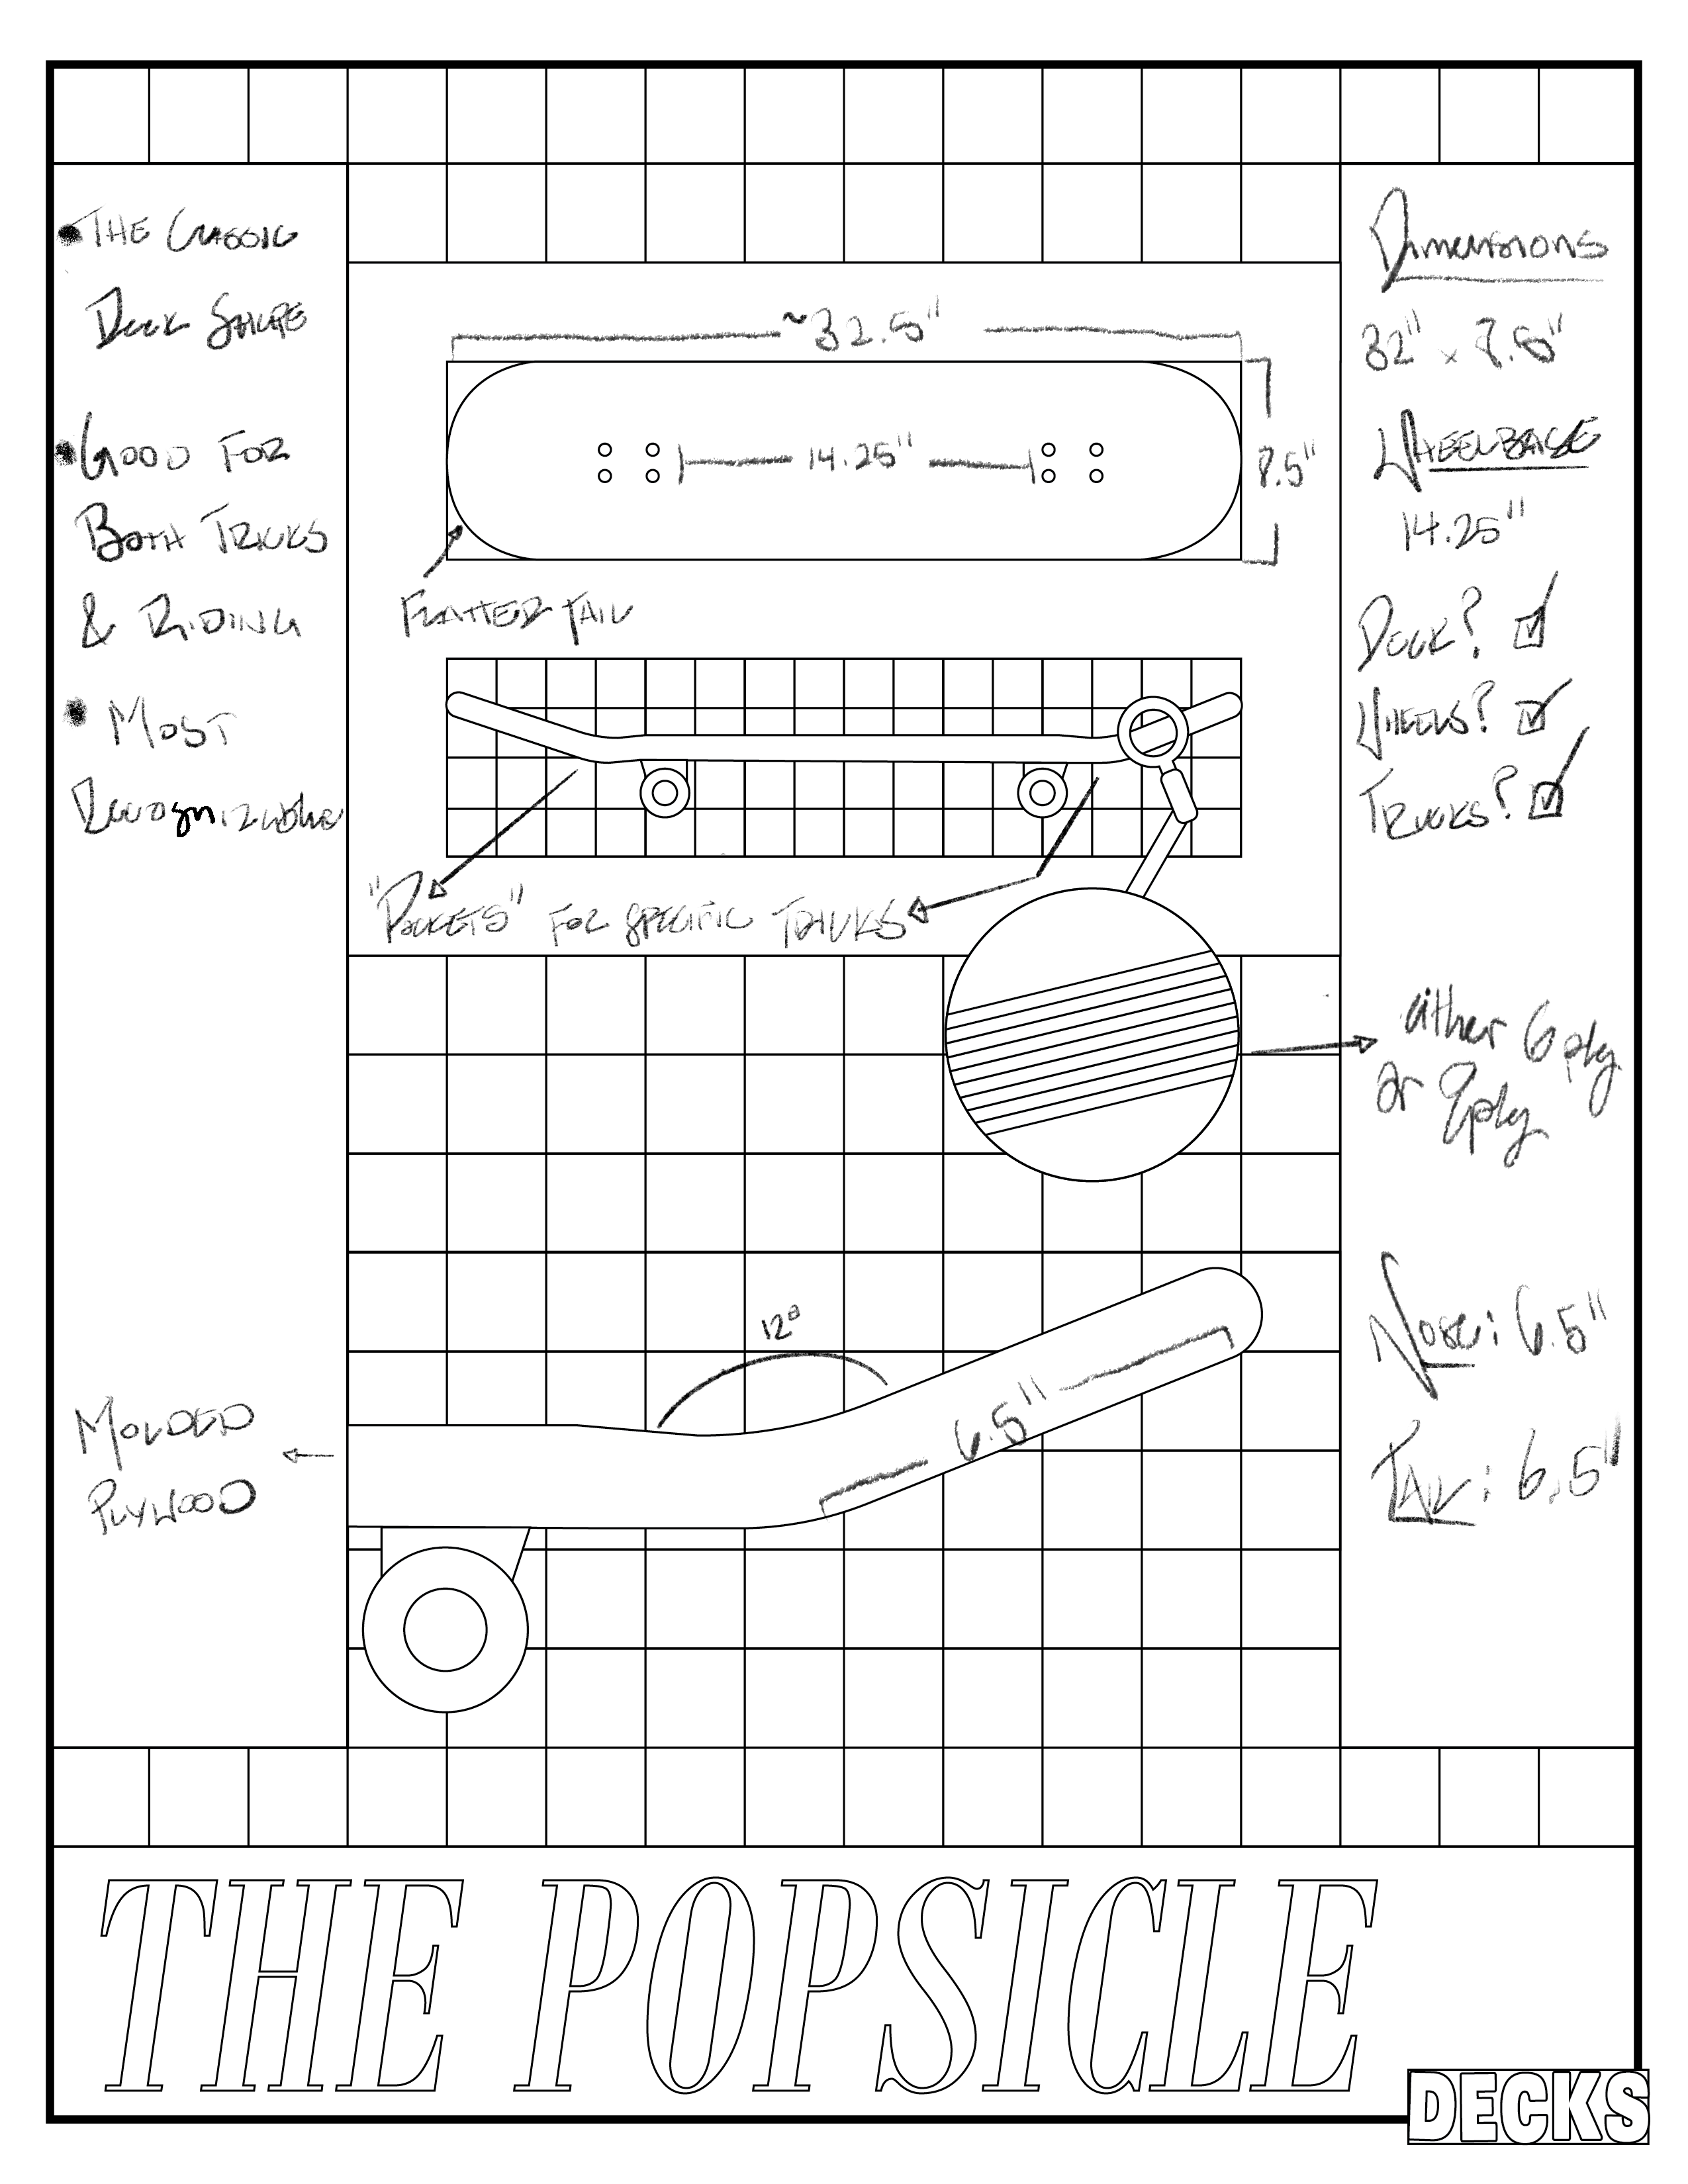 • THE CLASSIC
DECK SHAPE
• GOOD FOR
BOTH TRICKS
& RIDING
• MOST
Recognizable
~32.5"
14.25"
8.5"
FLATTER TAIL
"POCKETS" FOR SPECIFIC TRICKS
Dimensions
32" x 8.5"
WHEELBASE
14.25"
DECK? ☑
WHEELS? ☑
TRUCKS? ☑
either 6 ply
or 9 ply
12°
6.5"
Nose: 6.5"
TAIL: 6.5"
MOLDED
PLYWOOD
THE POPSICLE
DECKS